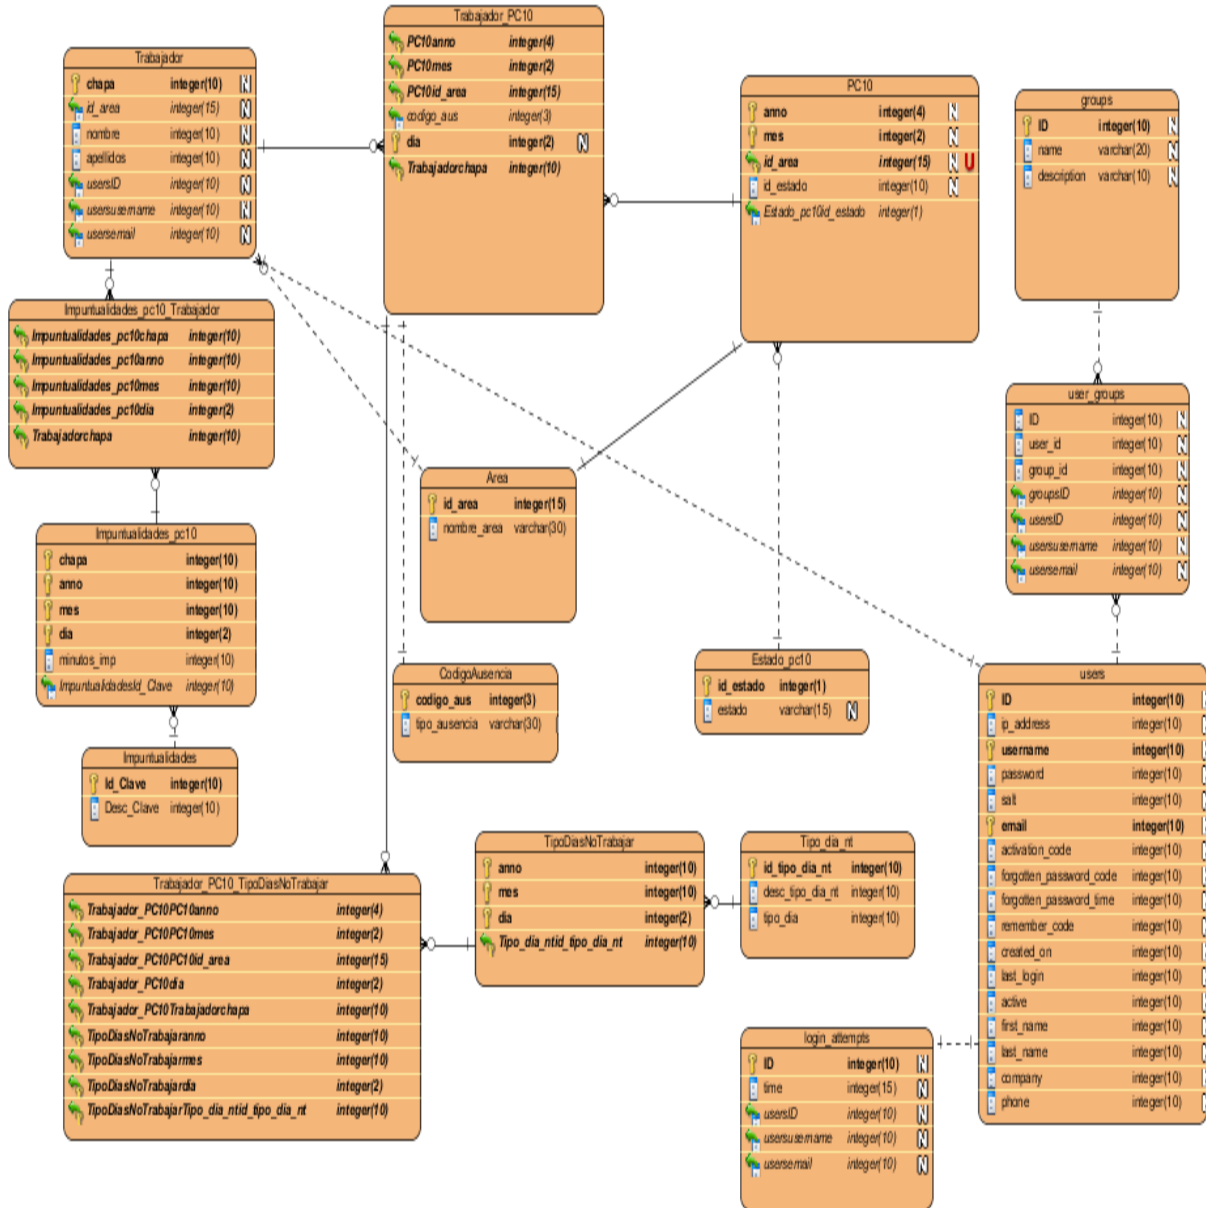 Trabajador
chapa integer(10) N
id_area integer(15) N
nombre integer(10) N
apellidos integer(10) N
usersID integer(10) N
usersusername integer(10) N
usersemail integer(10) N
Trabajador_PC10
PC10anno integer(4)
PC10mes integer(2)
PC10id_area integer(15)
codigo_aus integer(3)
dia integer(2) N
Trabajadorchapa integer(10)
PC10
anno integer(4) N
mes integer(2) N
id_area integer(15) N U
id_estado integer(10) N
Estado_pc10id_estado integer(1)
groups
ID integer(10) N
name varchar(20) N
description varchar(10) N
Impuntualidades_pc10_Trabajador
Impuntualidades_pc10chapa integer(10)
Impuntualidades_pc10anno integer(10)
Impuntualidades_pc10mes integer(10)
Impuntualidades_pc10dia integer(2)
Trabajadorchapa integer(10)
user_groups
ID integer(10) N
user_id integer(10) N
group_id integer(10) N
groupsID integer(10) N
usersID integer(10) N
usersusername integer(10) N
usersemail integer(10) N
Area
id_area integer(15)
nombre_area varchar(30)
Impuntualidades_pc10
chapa integer(10)
anno integer(10)
mes integer(10)
dia integer(2)
minutos_imp integer(10)
ImpuntualidadesId_Clave integer(10)
CodigoAusencia
codigo_aus integer(3)
tipo_ausencia varchar(30)
Estado_pc10
id_estado integer(1)
estado varchar(15) N
users
ID integer(10)
ip_address integer(10)
username integer(10)
password integer(10)
salt integer(10)
email integer(10)
activation_code integer(10)
forgotten_password_code integer(10)
forgotten_password_time integer(10)
remember_code integer(10)
created_on integer(10)
last_login integer(10)
active integer(10)
first_name integer(10)
last_name integer(10)
company integer(10)
phone integer(10)
Impuntualidades
Id_Clave integer(10)
Desc_Clave integer(10)
TipoDiasNoTrabajar
anno integer(10)
mes integer(10)
dia integer(2)
Tipo_dia_ntid_tipo_dia_nt integer(10)
Tipo_dia_nt
id_tipo_dia_nt integer(10)
desc_tipo_dia_nt integer(10)
tipo_dia integer(10)
Trabajador_PC10_TipoDiasNoTrabajar
Trabajador_PC10PC10anno integer(4)
Trabajador_PC10PC10mes integer(2)
Trabajador_PC10PC10id_area integer(15)
Trabajador_PC10dia integer(2)
Trabajador_PC10Trabajadorchapa integer(10)
TipoDiasNoTrabajaranno integer(10)
TipoDiasNoTrabajarmes integer(10)
TipoDiasNoTrabajardia integer(2)
TipoDiasNoTrabajarTipo_dia_ntid_tipo_dia_nt integer(10)
login_attempts
ID integer(10) N
time integer(15) N
usersID integer(10) N
usersusername integer(10) N
usersemail integer(10) N